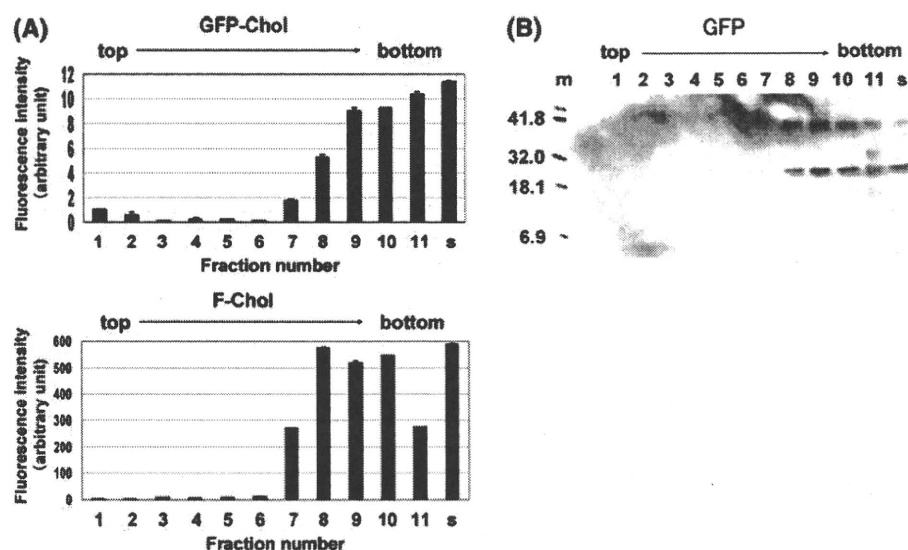 (A)
GFP-Chol
top
bottom
Fluorescence Intensity
(arbitrary unit)
12
10
8
6
4
2
0
1 2 3 4 5 6 7 8 9 10 11 s
Fraction number
F-Chol
top
bottom
Fluorescence Intensity
(arbitrary unit)
600
500
400
300
200
100
0
1 2 3 4 5 6 7 8 9 10 11 s
Fraction number
(B)
GFP
top
bottom
m 1 2 3 4 5 6 7 8 9 10 11 s
41.8
32.0
18.1
6.9